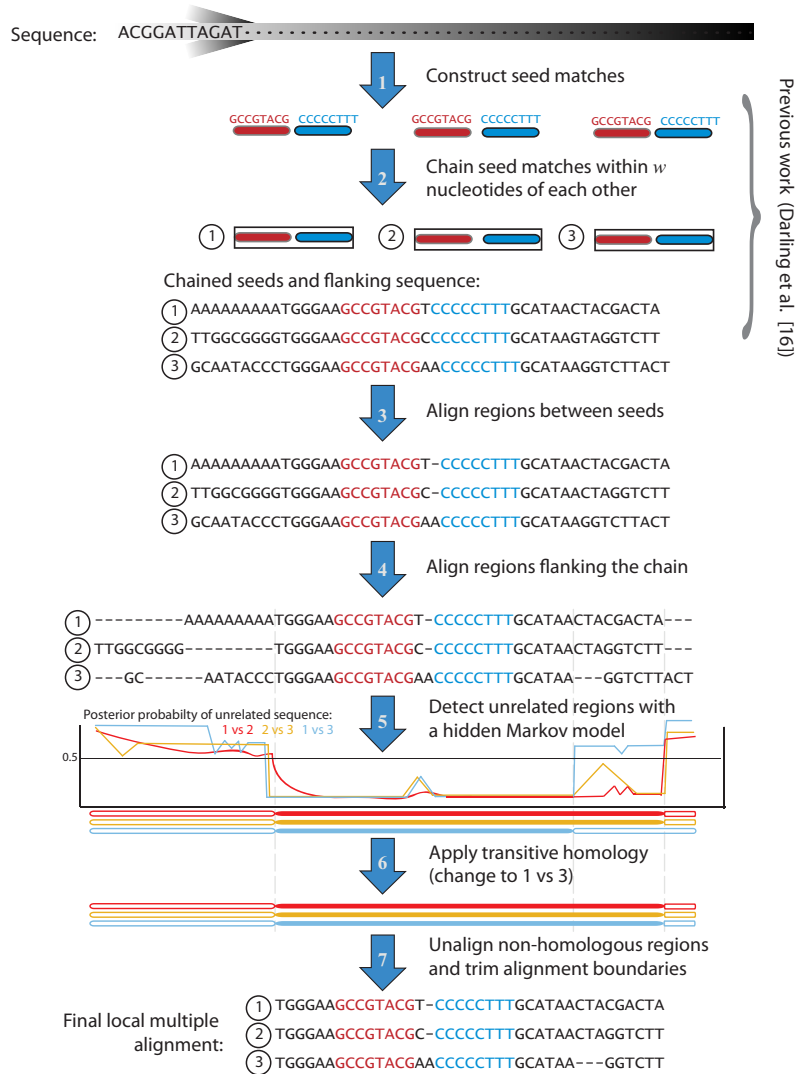 Sequence: ACGGATTAGAT
1 Construct seed matches
GCCGTACG CCCCCTTT GCCGTACG CCCCCTTT GCCGTACG CCCCCTTT
2 Chain seed matches within w
nucleotides of each other
1 2 3
Previous work (Darling et al. [16])
Chained seeds and flanking sequence:
1 AAAAAAAAATGGGAAGCCGTACGTCCCCCTTTGCATAACTACGACTA
2 TTGGCGGGGTGGGAAGCCGTACGCCCCCCTTTGCATAAGTAGGTCTT
3 GCAATACCCTGGGAAGCCGTACGAACCCCCTTTGCATAAGGTCTTACT
3 Align regions between seeds
1 AAAAAAAAATGGGAAGCCGTACGT-CCCCCTTTGCATAACTACGACTA
2 TTGGCGGGGTGGGAAGCCGTACGC-CCCCCTTTGCATAACTAGGTCTT
3 GCAATACCCTGGGAAGCCGTACGAACCCCCTTTGCATAAGGTCTTACT
4 Align regions flanking the chain
1 ---------AAAAAAAAATGGGAAGCCGTACGT-CCCCCTTTGCATAACTACGACTA---
2 TTGGCGGGG---------TGGGAAGCCGTACGC-CCCCCTTTGCATAACTAGGTCTT---
3 ---GC------AATACCCTGGGAAGCCGTACGAACCCCCTTTGCATAA---GGTCTTACT
5 Detect unrelated regions with
a hidden Markov model
Posterior probabilty of unrelated sequence:
1 vs 2 2 vs 3 1 vs 3
0.5
6 Apply transitive homology
(change to 1 vs 3)
7 Unalign non-homologous regions
and trim alignment boundaries
Final local multiple
alignment:
1 TGGGAAGCCGTACGT-CCCCCTTTGCATAACTACGACTA
2 TGGGAAGCCGTACGC-CCCCCTTTGCATAACTAGGTCTT
3 TGGGAAGCCGTACGAACCCCCTTTGCATAA---GGTCTT